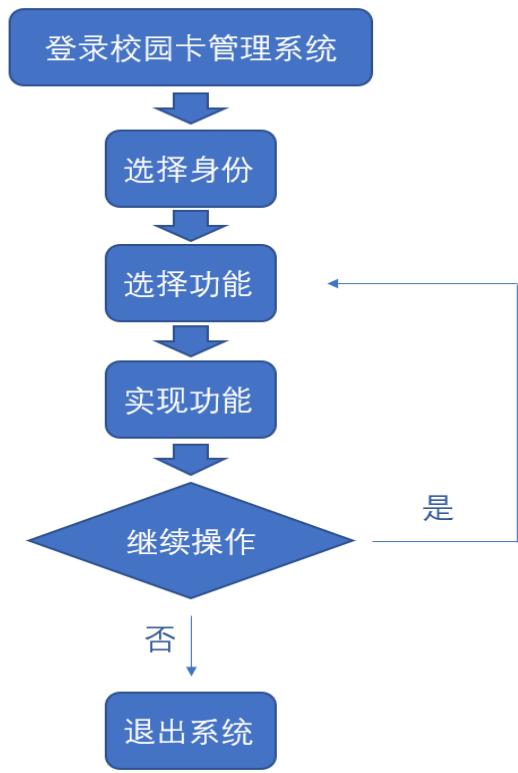 登录校园卡管理系统
选择身份
选择功能
实现功能
继续操作
是
否
退出系统